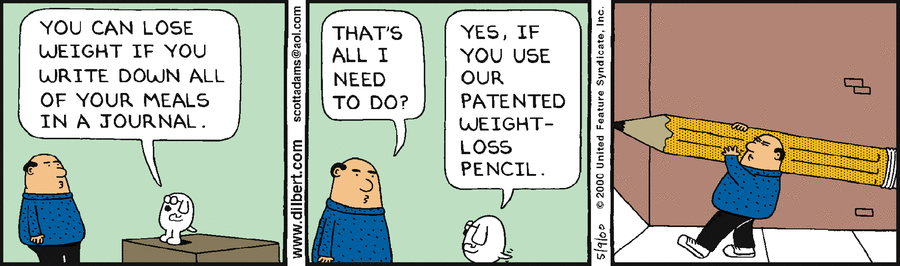 YOU CAN LOSE
WEIGHT IF YOU
WRITE DOWN ALL
OF YOUR MEALS
IN A JOURNAL.
www.dilbert.com scottadams@aol.com
THAT'S
ALL I
NEED
TO DO?
YES, IF
YOU USE
OUR
PATENTED
WEIGHT-
LOSS
PENCIL.
5/9/00 © 2000 United Feature Syndicate, Inc.